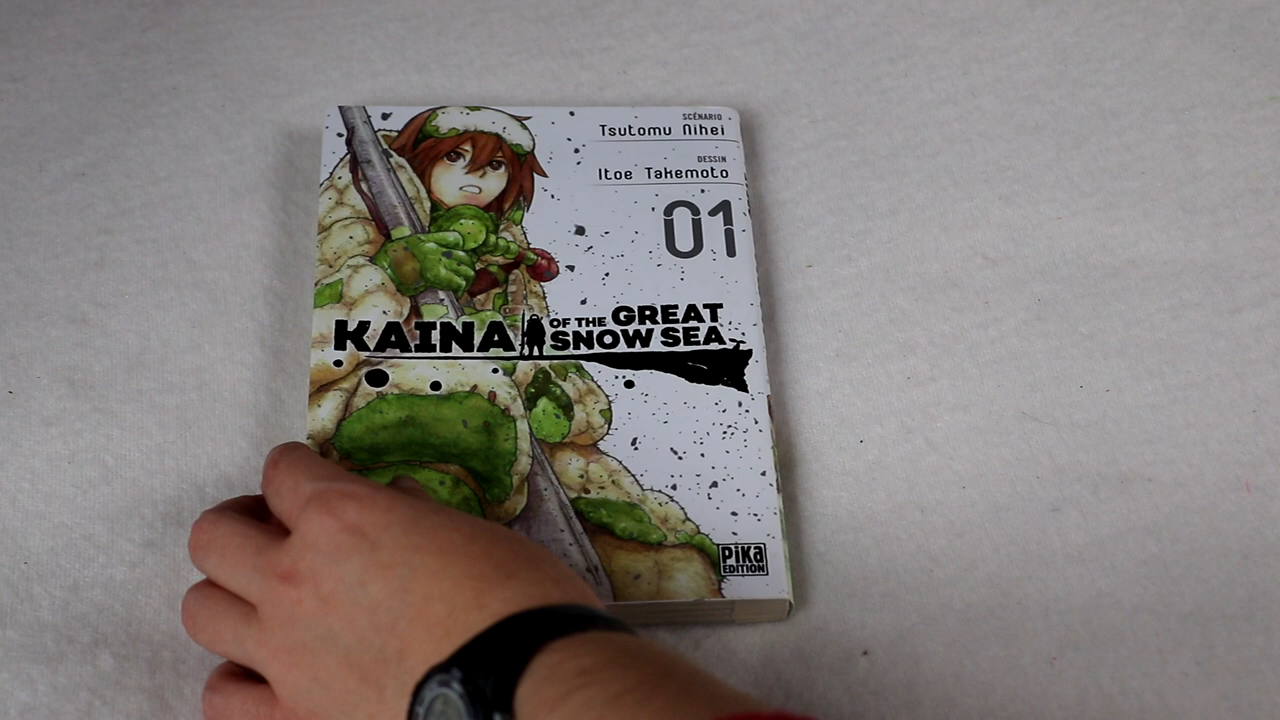 SCÉNARIO
Tsutomu Nihei
DESSIN
Itoe Takemoto
01
KAINA OF THE GREAT
SNOW SEA
PiKa
EDITION